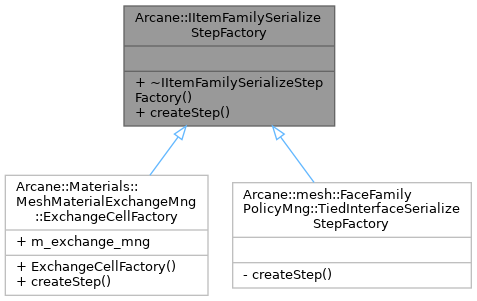 Arcane::IItemFamilySerialize
StepFactory
+ ~IItemFamilySerializeStep
Factory()
+ createStep()
Arcane::Materials::
MeshMaterialExchangeMng
::ExchangeCellFactory
+ m_exchange_mng
+ ExchangeCellFactory()
+ createStep()
Arcane::mesh::FaceFamily
PolicyMng::TiedInterfaceSerialize
StepFactory
- createStep()